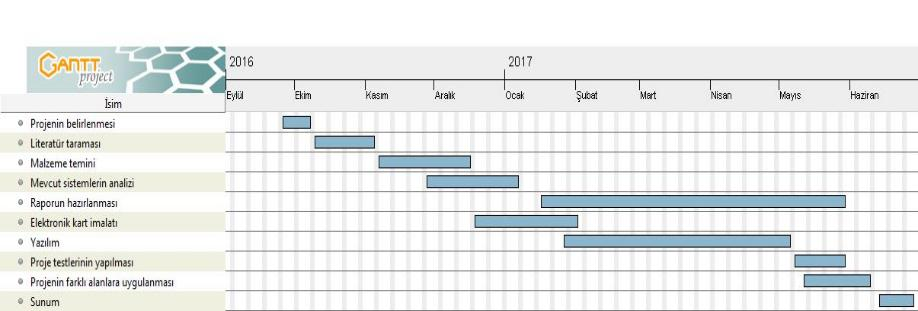 GANTT
project
2016
2017
Eylül
Ekim
Kasım
Aralık
Ocak
Şubat
Mart
Nisan
Mayıs
Haziran
İsim
Projenin belirlenmesi
Literatür taraması
Malzeme temini
Mevcut sistemlerin analizi
Raporun hazırlanması
Elektronik kart imalatı
Yazılım
Proje testlerinin yapılması
Projenin farklı alanlara uygulanması
Sunum